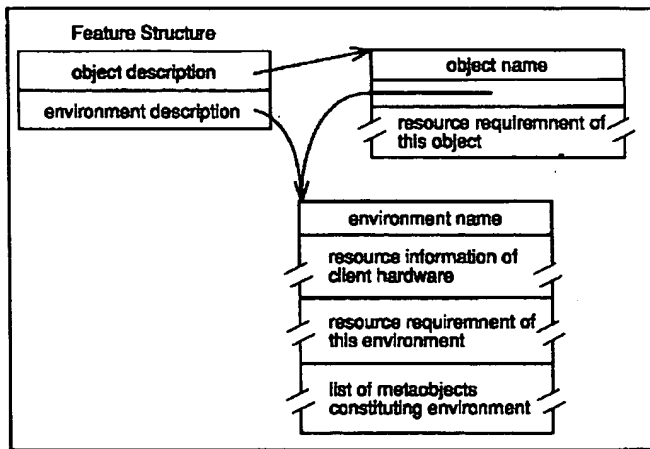 Feature Structure
object description
environment description
object name
resource requiremnent of
this object
environment name
resource information of
client hardware
resource requiremnent of
this environment
list of metaobjects
constituting environment